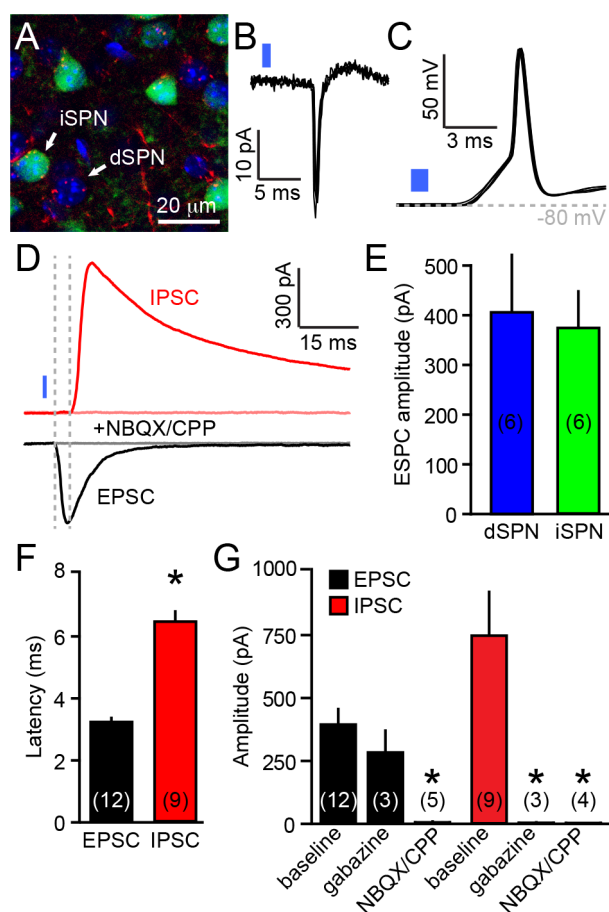 A
iSPN
dSPN
20 μm
B
10 pA
5 ms
C
50 mV
3 ms
-80 mV
D
IPSC
300 pA
15 ms
+NBQX/CPP
EPSC
E
ESPC amplitude (pA)
500
400
300
200
100
0
(6)
(6)
dSPN
iSPN
F
Latency (ms)
8
6
4
2
0
*
(12)
(9)
EPSC
IPSC
G
EPSC
IPSC
Amplitude (pA)
1000
750
500
250
0
* * *
(12) (3) (5) (9) (3) (4)
baseline
gabazine
NBQX/CPP
baseline
gabazine
NBQX/CPP